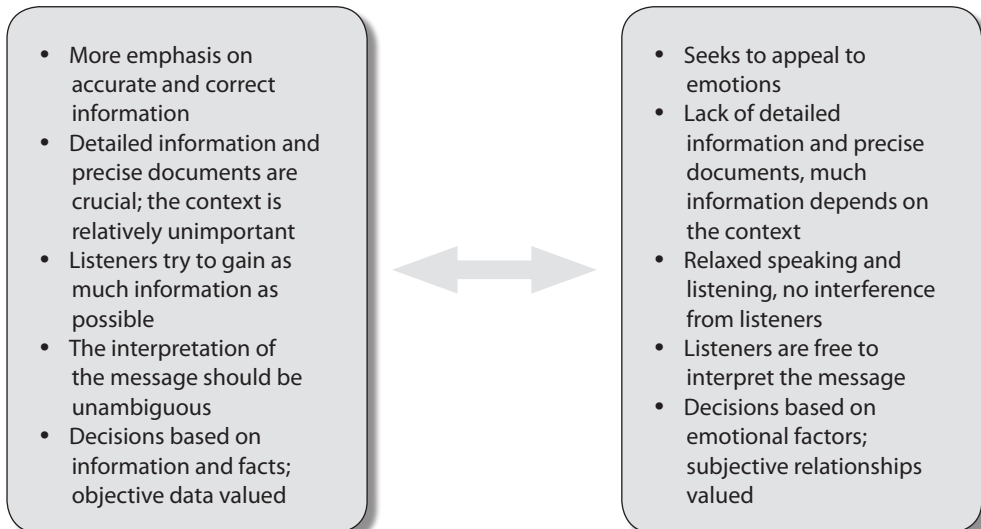 • More emphasis on
accurate and correct
information
• Detailed information and
precise documents are
crucial; the context is
relatively unimportant
• Listeners try to gain as
much information as
possible
• The interpretation of
the message should be
unambiguous
• Decisions based on
information and facts;
objective data valued
• Seeks to appeal to
emotions
• Lack of detailed
information and precise
documents, much
information depends on
the context
• Relaxed speaking and
listening, no interference
from listeners
• Listeners are free to
interpret the message
• Decisions based on
emotional factors;
subjective relationships
valued